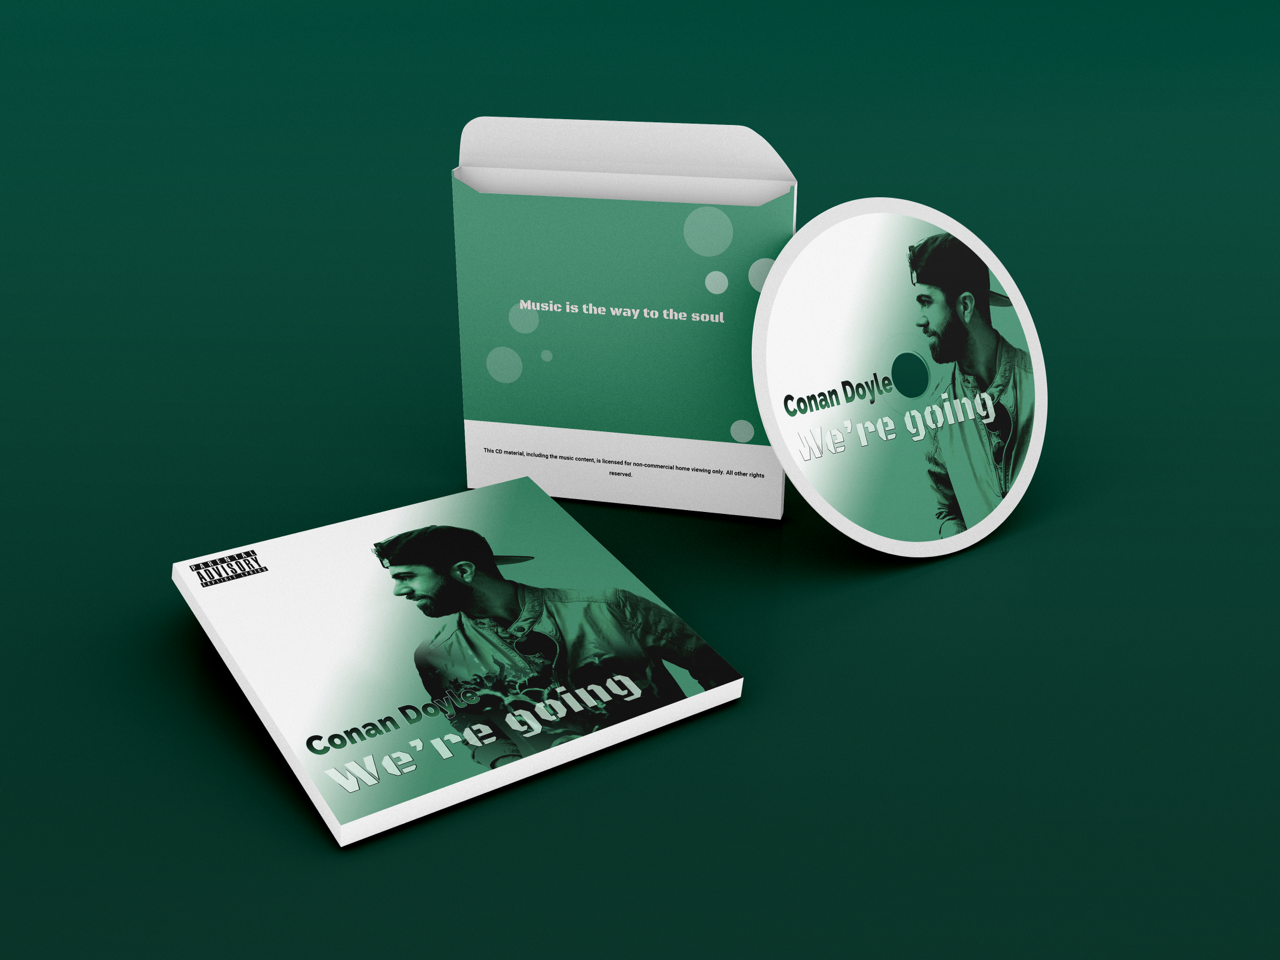 Music is the way to the soul
This CD material, including the music content, is licensed for non-commercial home viewing only. All other rights
reserved.
Conan Doyle
We're going
PARENTAL
ADVISORY
EXPLICIT LYRICS
Conan Doyle
We're going